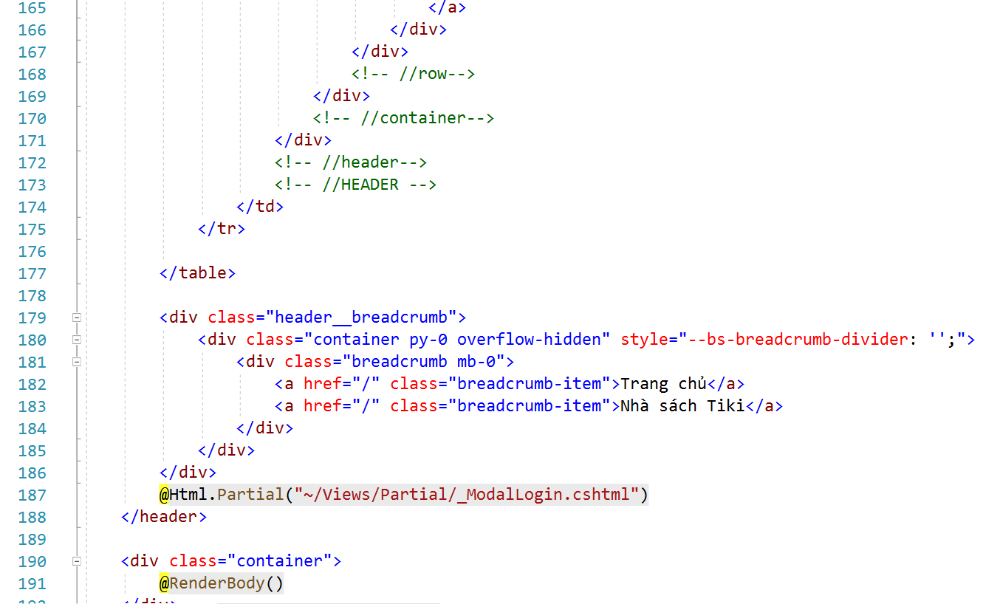 165 </a>
166 </div>
167 </div>
168 <!-- //row-->
169 </div>
170 <!-- //container-->
171 </div>
172 <!-- //header-->
173 <!-- //HEADER -->
174 </td>
175 </tr>
176
177 </table>
178
179 <div class="header__breadcrumb">
180 <div class="container py-0 overflow-hidden" style="--bs-breadcrumb-divider: '';">
181 <div class="breadcrumb mb-0">
182 <a href="/" class="breadcrumb-item">Trang chủ</a>
183 <a href="/" class="breadcrumb-item">Nhà sách Tiki</a>
184 </div>
185 </div>
186 </div>
187 @Html.Partial("~/Views/Partial/_ModalLogin.cshtml")
188 </header>
189
190 <div class="container">
191 @RenderBody()
192 </div>